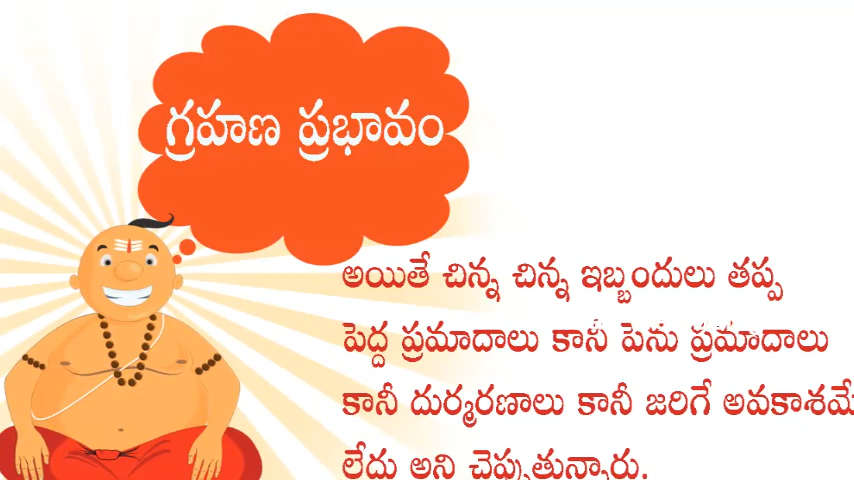 గ్రహణ ప్రభావం
అయితే చిన్న చిన్న ఇబ్బందులు తప్ప
పెద్ద ప్రమాదాలు కానీ పెను ప్రమాదాలు
కానీ దుర్మరణాలు కానీ జరిగే అవకాశమే
లేదు అని చెప్పుతున్నారు.